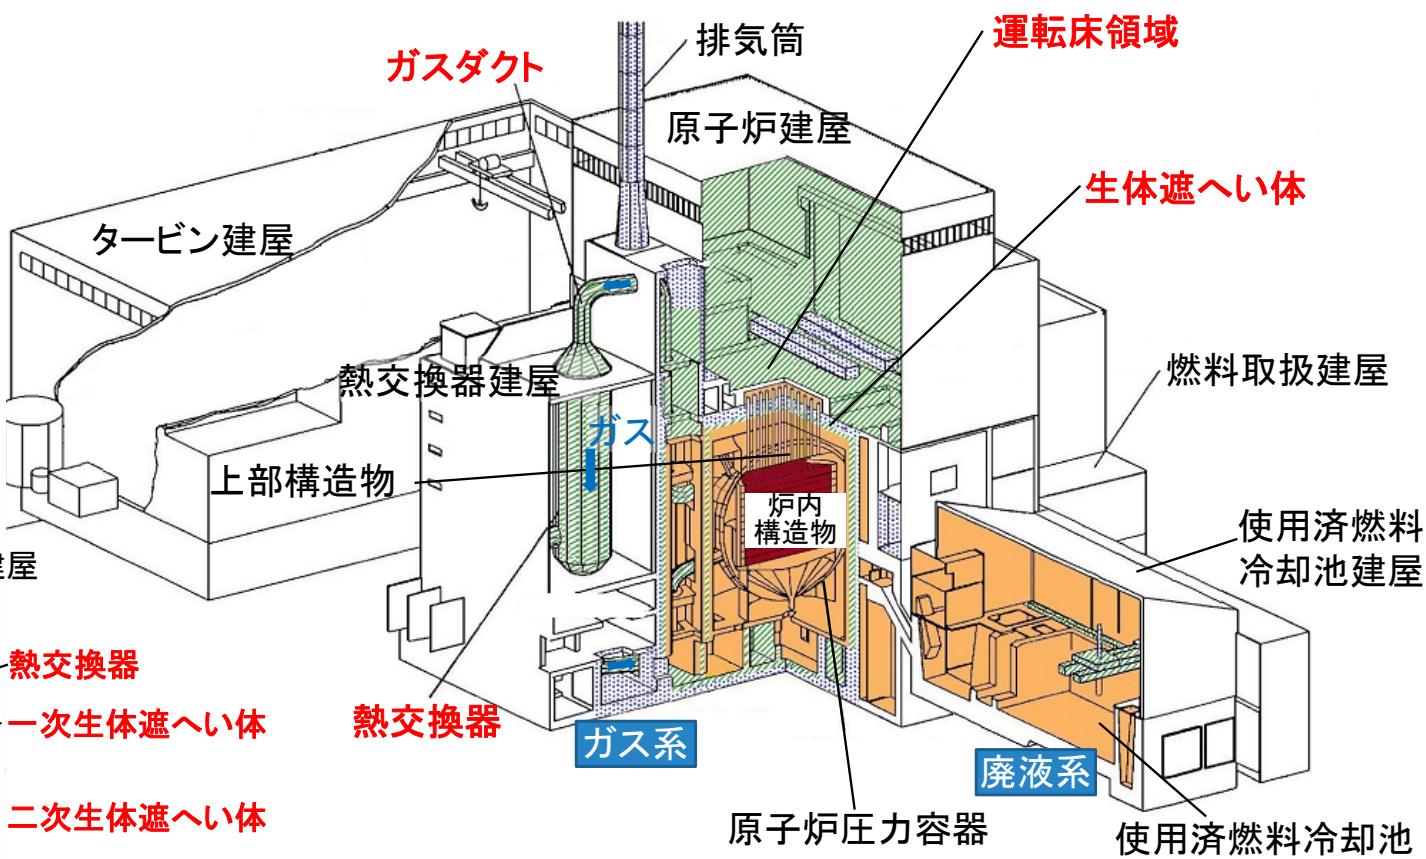 運転床領域
排気筒
ガスダクト
原子炉建屋
生体遮へい体
タービン建屋
熱交換器建屋
燃料取扱建屋
ガス
上部構造物
炉内
構造物
使用済燃料
冷却池建屋
建屋
熱交換器
一次生体遮へい体
熱交換器
ガス系
廃液系
二次生体遮へい体
原子炉圧力容器
使用済燃料冷却池